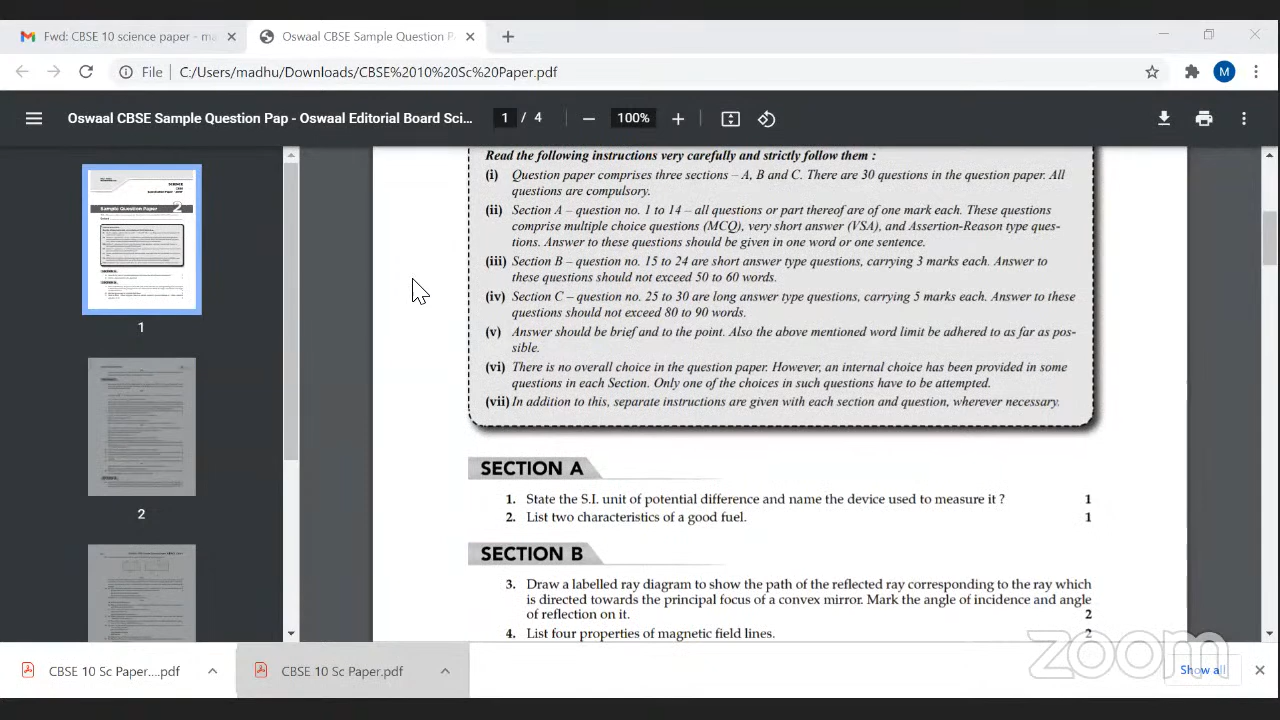 Fwd: CBSE 10 science paper - ma
Oswaal CBSE Sample Question P
File C:/Users/madhu/Downloads/CBSE%2010%20Sc%20Paper.pdf
M
Oswaal CBSE Sample Question Pap - Oswaal Editorial Board Sci... 1 / 4 100%
Read the following instructions very carefully and strictly follow them :
(i) Question paper comprises three sections – A, B and C. There are 30 questions in the question paper. All
questions are compulsory.
(ii) Section A – question no. 1 to 14 – all questions or part thereof are of one mark each. These questions
comprise multiple choice questions (MCQ), very short answer (VSA), and Assertion-Reason type ques-
tions. Answer to these questions should be given in one word or one sentence.
(iii) Section B – question no. 15 to 24 are short answer type questions, carrying 3 marks each. Answer to
these questions should not exceed 50 to 60 words.
(iv) Section C – question no. 25 to 30 are long answer type questions, carrying 5 marks each. Answer to these
questions should not exceed 80 to 90 words.
(v) Answer should be brief and to the point. Also the above mentioned word limit be adhered to as far as pos-
sible.
(vi) There is no overall choice in the question paper. However, an internal choice has been provided in some
questions in each Section. Only one of the choices in such questions have to be attempted.
(vii) In addition to this, separate instructions are given with each section and question, wherever necessary.
SECTION A
1. State the S.I. unit of potential difference and name the device used to measure it ? 1
2. List two characteristics of a good fuel. 1
SECTION B
3. Draw a labelled ray diagram to show the path of the reflected ray corresponding to the ray which
is directed towards the principal focus of a convex mirror. Mark the angle of incidence and angle
of reflection on it. 2
4. List four properties of magnetic field lines. 2
Sample Question Paper 2
1
2
zoom
CBSE 10 Sc Paper....pdf
CBSE 10 Sc Paper.pdf
Show all